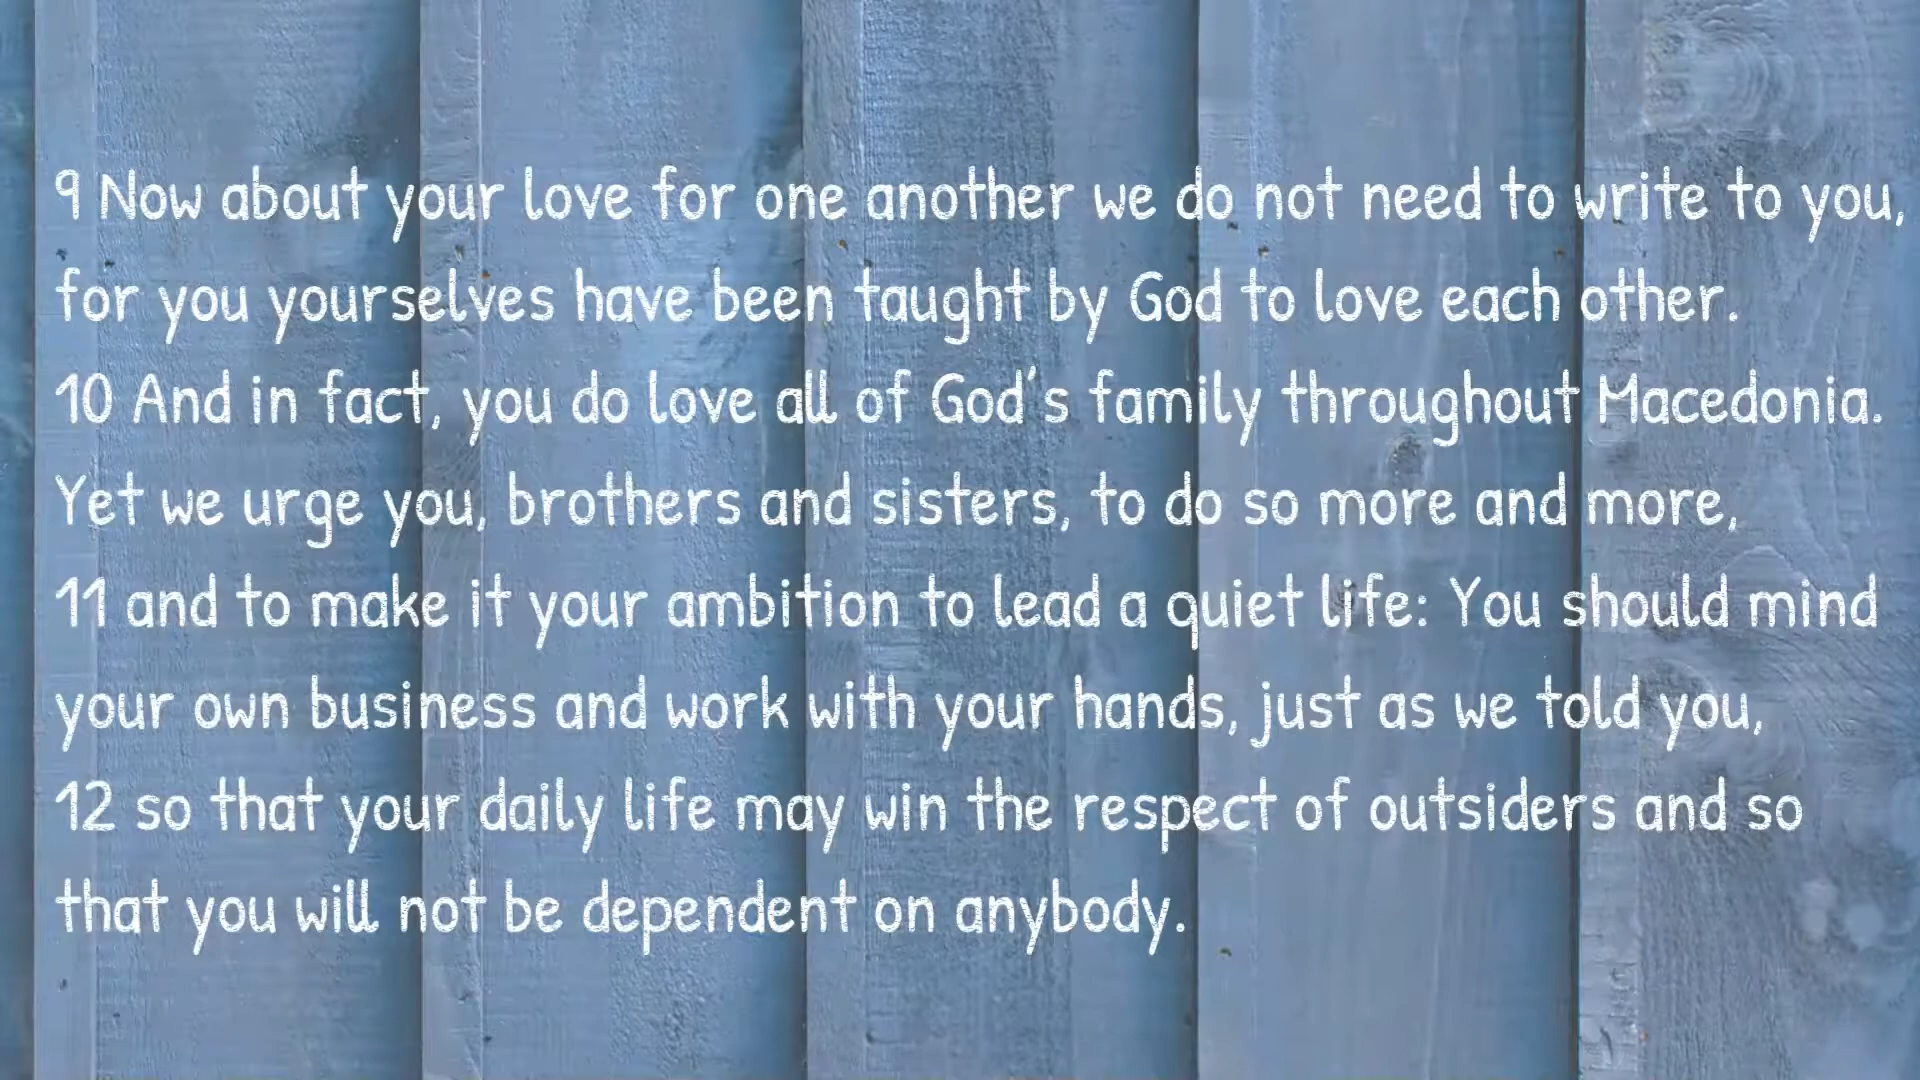 9 Now about your love for one another we do not need to write to you,
for you yourselves have been taught by God to love each other.
10 And in fact, you do love all of God's family throughout Macedonia.
Yet we urge you, brothers and sisters, to do so more and more,
11 and to make it your ambition to lead a quiet life: You should mind
your own business and work with your hands, just as we told you,
12 so that your daily life may win the respect of outsiders and so
that you will not be dependent on anybody.